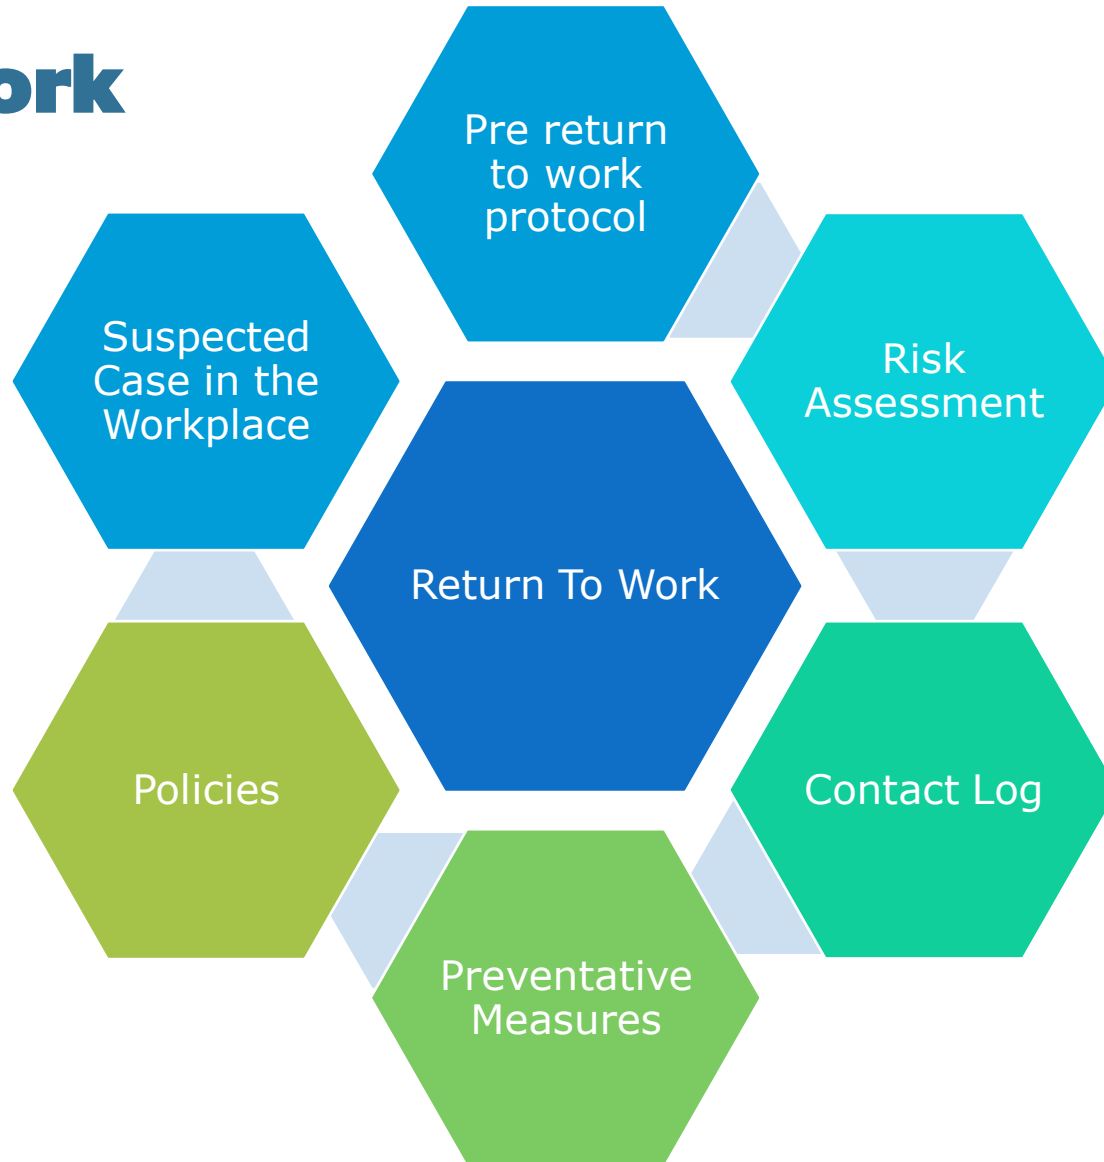 ork
Pre return
to work
protocol
Suspected
Case in the
Workplace
Risk
Assessment
Return To Work
Policies
Contact Log
Preventative
Measures